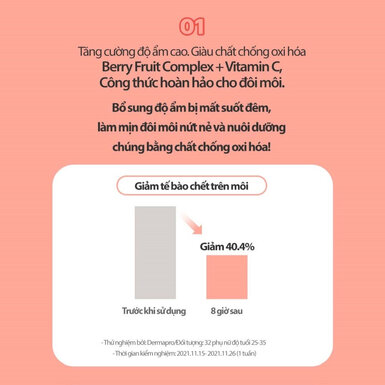 01
Tăng cường độ ẩm cao. Giàu chất chống oxi hóa
Berry Fruit Complex + Vitamin C,
Công thức hoàn hảo cho đôi môi.
Bổ sung độ ẩm bị mất suốt đêm,
làm mịn đôi môi nứt nẻ và nuôi dưỡng
chúng bằng chất chống oxi hóa!
Giảm tế bào chết trên môi
Giảm 40.4%
Trước khi sử dụng
8 giờ sau
- Thử nghiệm bởi: Dermapro/Đối tượng: 32 phụ nữ độ tuổi 25-35
- Thời gian kiểm nghiệm: 2021.11.15- 2021.11.26 (1 tuần)